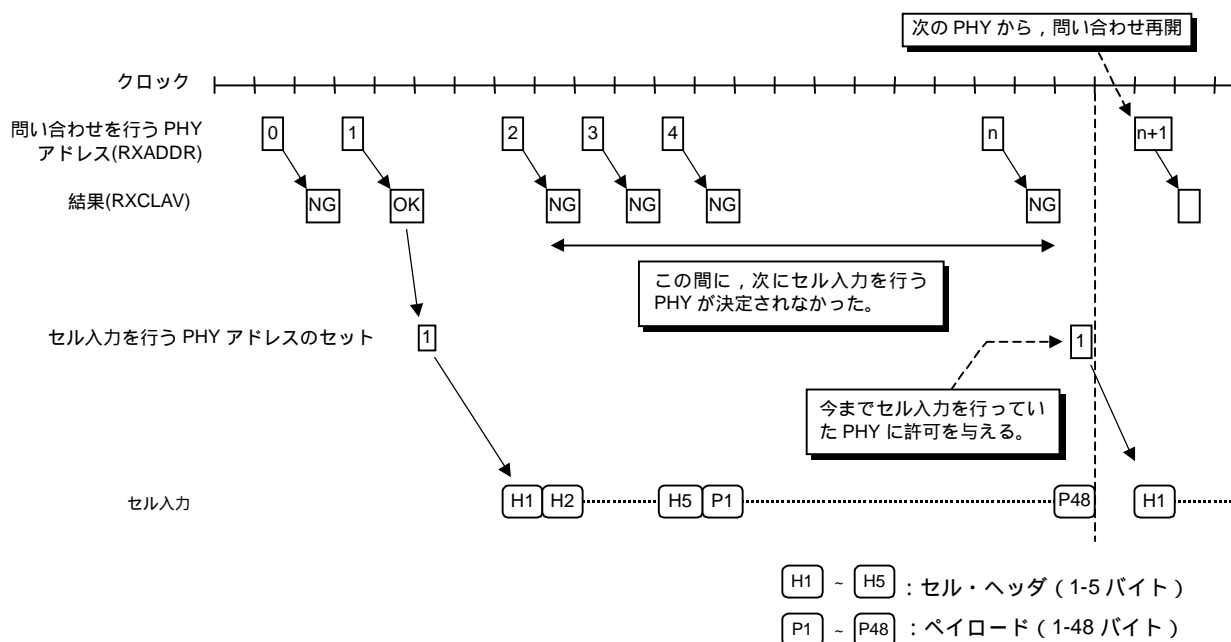 次の PHY から，問い合わせ再開
クロック
問い合わせを行う PHY
アドレス(RXADDR)
0 1 2 3 4 n n+1
結果(RXCLAV)
NG OK NG NG NG NG
この間に，次にセル入力を行う
PHY が決定されなかった。
セル入力を行う PHY アドレスのセット
1 1
今までセル入力を行ってい
た PHY に許可を与える。
セル入力
H1 H2 H5 P1 P48 H1
H1 ~ H5 : セル・ヘッダ（1-5 バイト）
P1 ~ P48 : ペイロード（1-48 バイト）